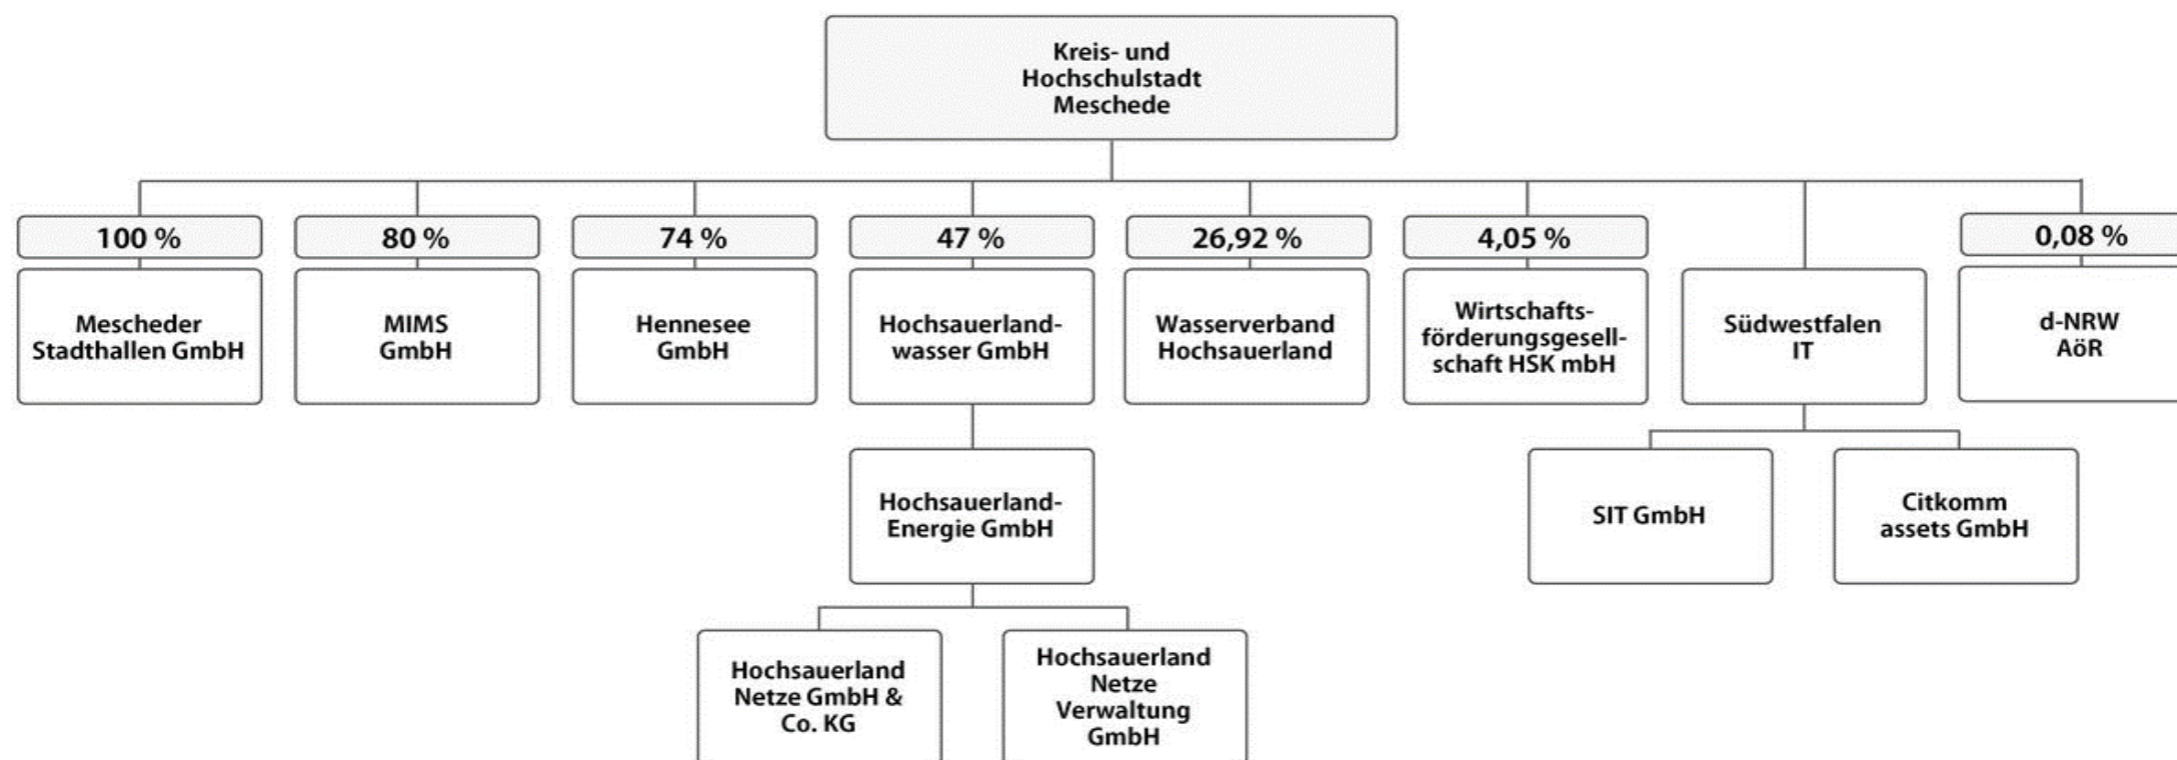 Kreis- und
Hochschulstadt
Meschede
100 %
80 %
74 %
47 %
26,92 %
4,05 %
0,08 %
Mescheder
Stadthallen GmbH
MIMS
GmbH
Hennesee
GmbH
Hochsauerland-
wasser GmbH
Wasserverband
Hochsauerland
Wirtschafts-
förderungsgesell-
schaft HSK mbH
Südwestfalen
IT
d-NRW
AöR
Hochsauerland-
Energie GmbH
SIT GmbH
Citkomm
assets GmbH
Hochsauerland
Netze GmbH &
Co. KG
Hochsauerland
Netze
Verwaltung
GmbH